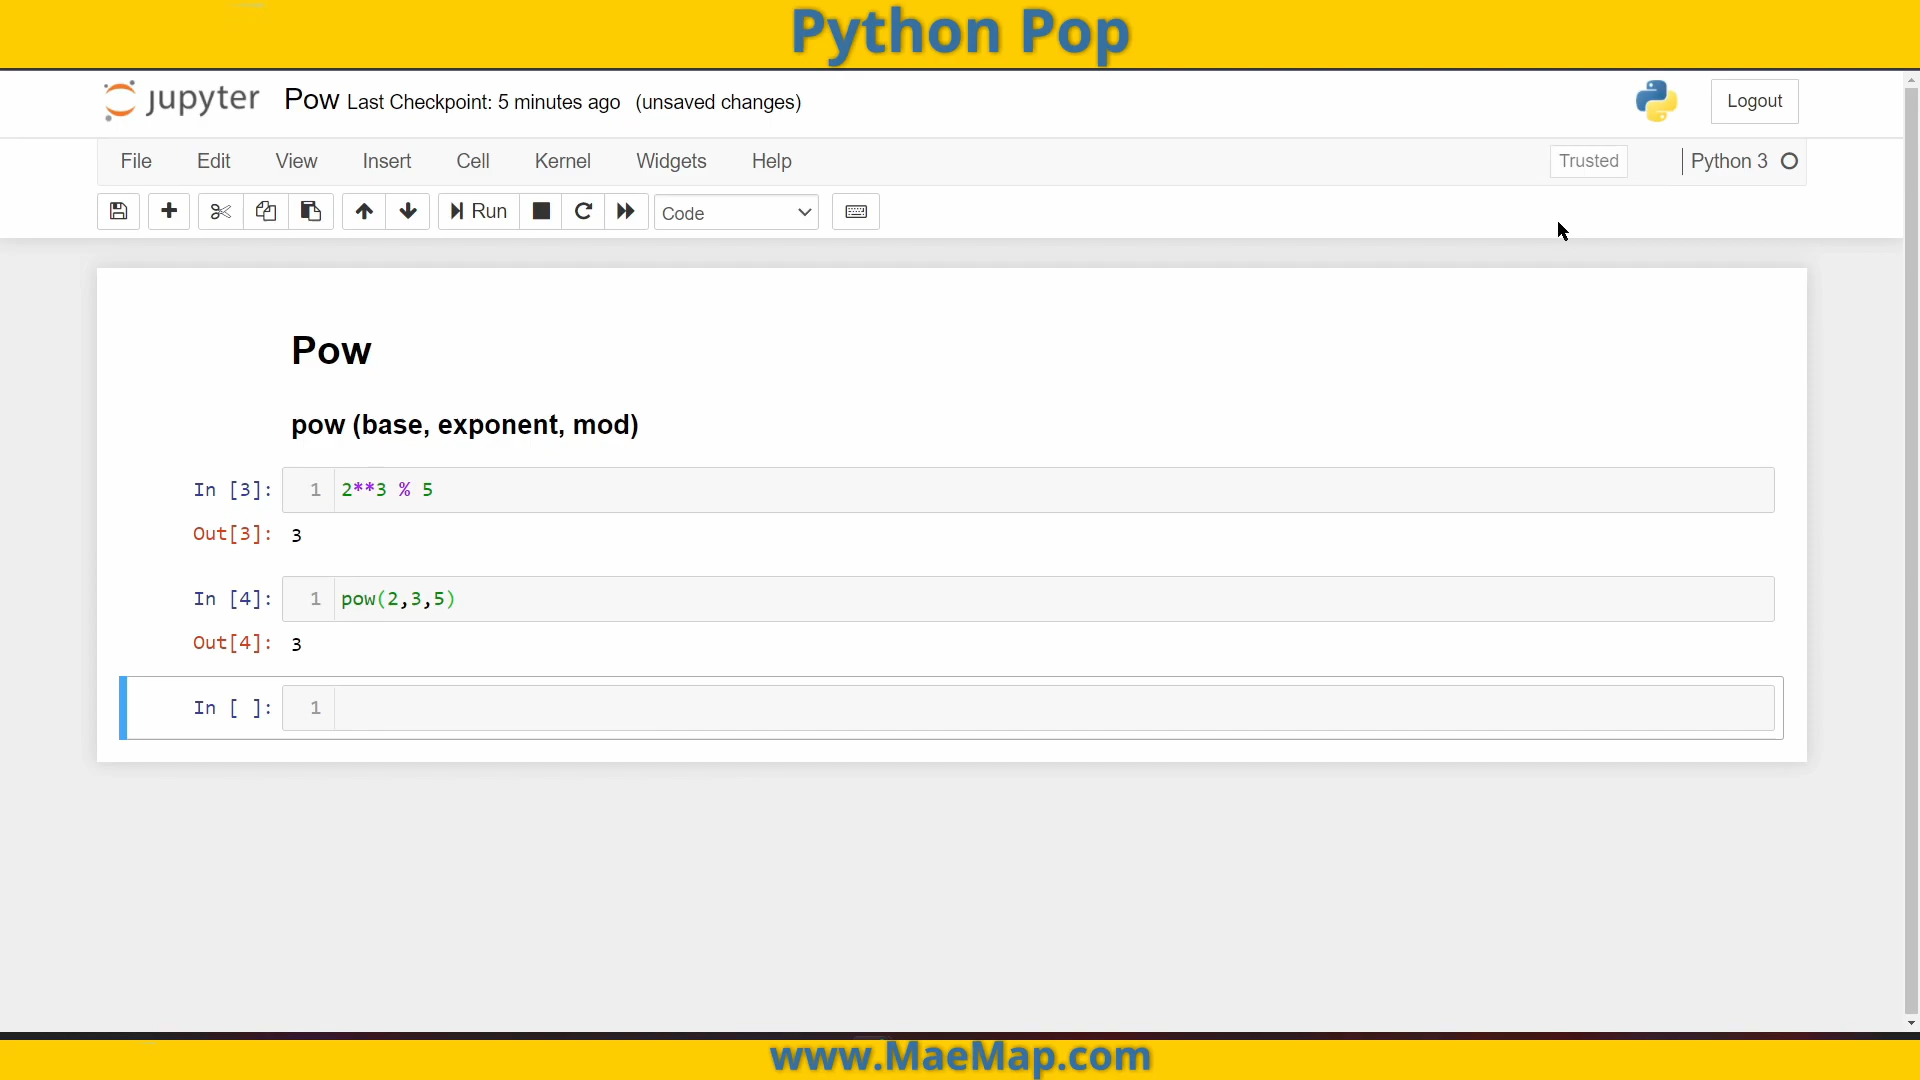 Python Pop
jupyter Pow Last Checkpoint: 5 minutes ago (unsaved changes) Logout
File Edit View Insert Cell Kernel Widgets Help Trusted Python 3
Run Code
Pow
pow (base, exponent, mod)
In [3]: 1 2**3 % 5
Out[3]: 3
In [4]: 1 pow(2,3,5)
Out[4]: 3
In [ ]: 1
www.MaeMap.com